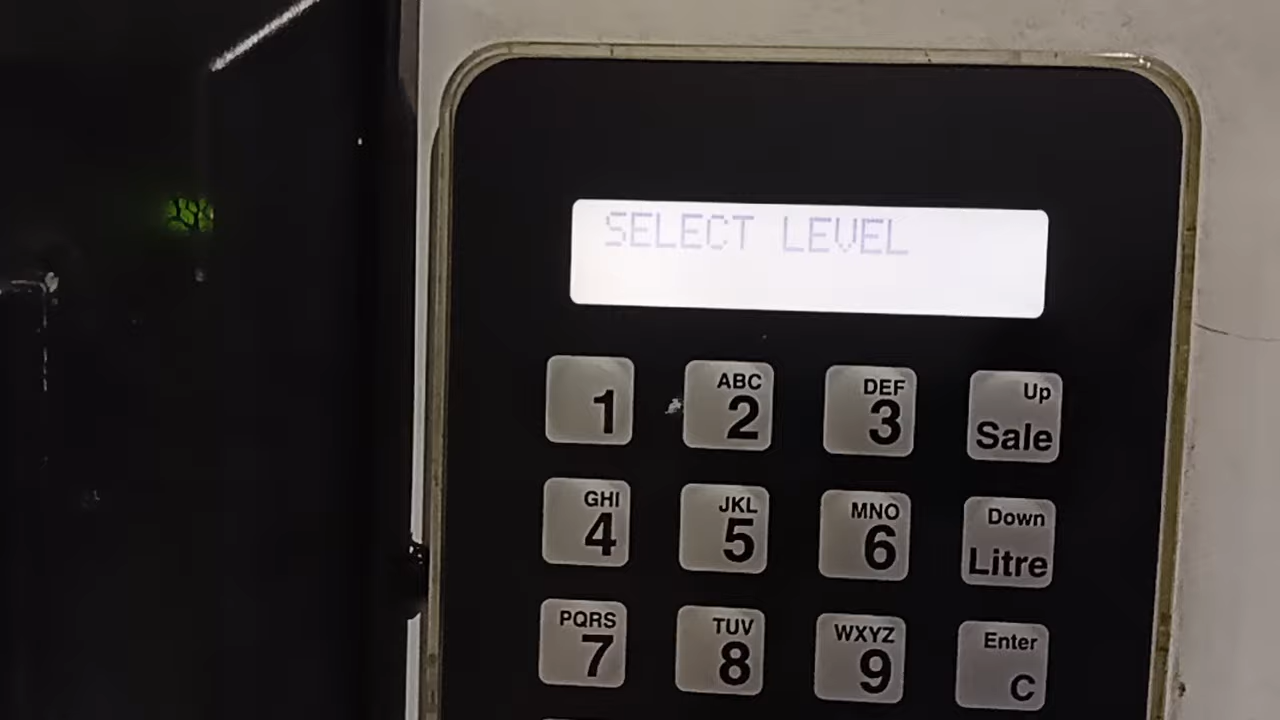 SELECT LEVEL
1
ABC
2
DEF
3
Up
Sale
GHI
4
JKL
5
MNO
6
Down
Litre
PQRS
7
TUV
8
WXYZ
9
Enter
C